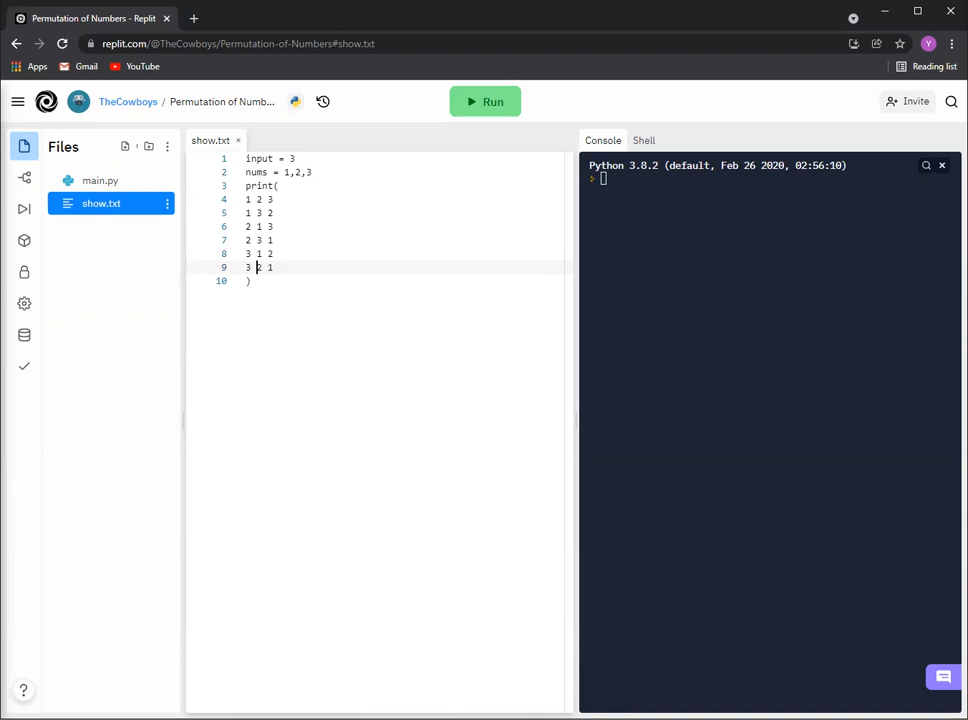 Permutation of Numbers - Replit
replit.com/@TheCowboys/Permutation-of-Numbers#show.txt
Y
Apps
Gmail
YouTube
Reading list
TheCowboys / Permutation of Numb...
Run
Invite
Files
main.py
show.txt
show.txt ×
1 input = 3
2 nums = 1,2,3
3 print(
4 1 2 3
5 1 3 2
6 2 1 3
7 2 3 1
8 3 1 2
9 3 2 1
10 )
Console
Shell
Python 3.8.2 (default, Feb 26 2020, 02:56:10)
?